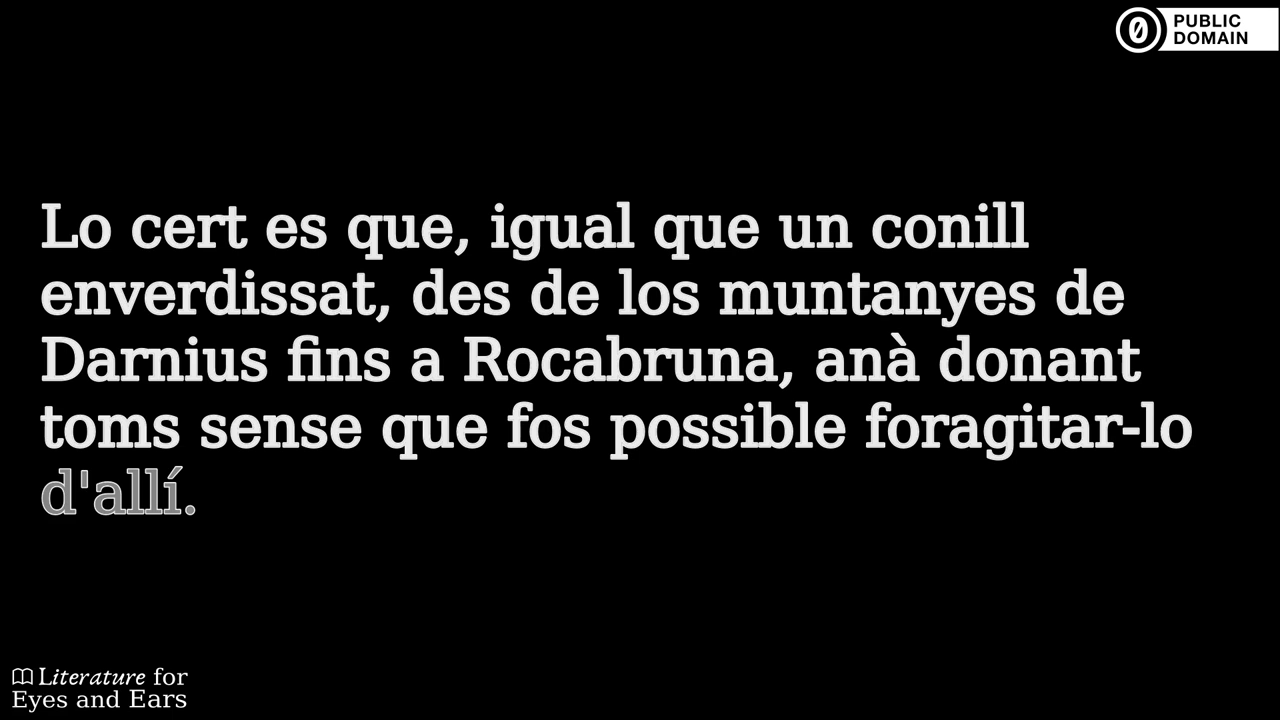 PUBLIC
DOMAIN
Lo cert es que, igual que un conill
enverdissat, des de los muntanyes de
Darnius fins a Rocabruna, anà donant
toms sense que fos possible foragitar-lo
d'allí.
Literature for
Eyes and Ears